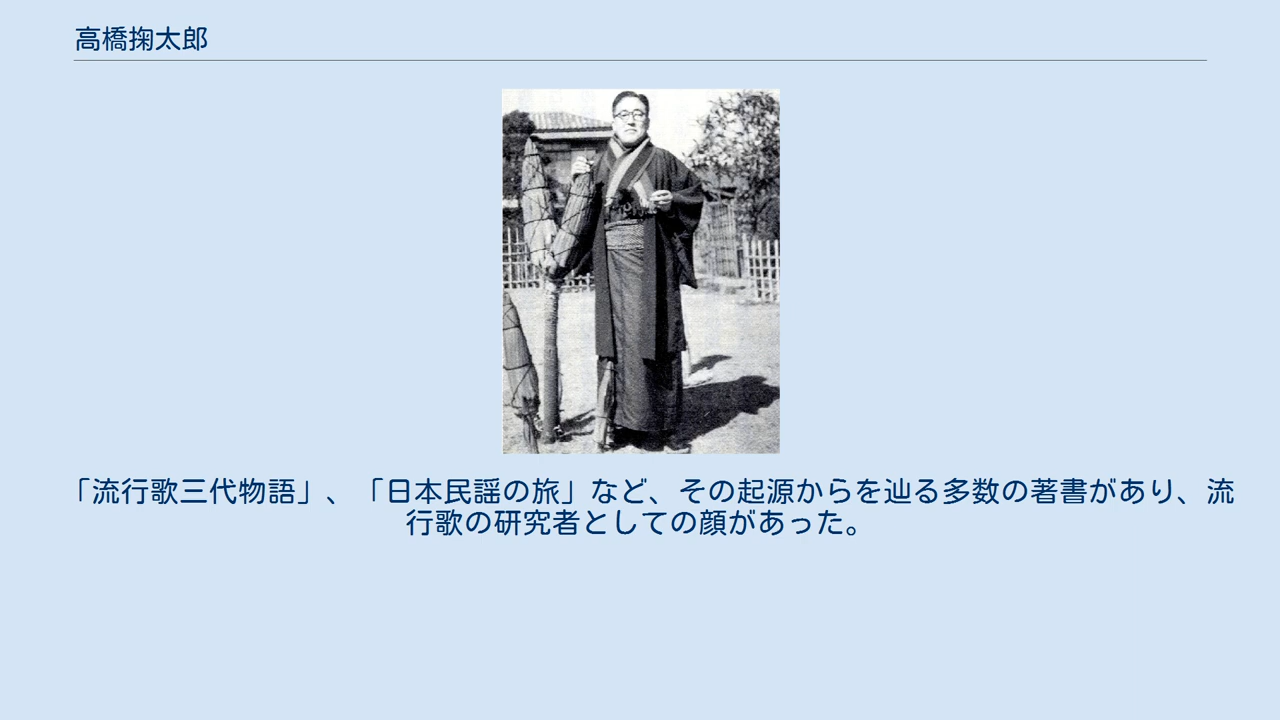 高橋掬太郎
「流行歌三代物語」、「日本民謡の旅」など、その起源からを辿る多数の著書があり、流
行歌の研究者としての顔があった。